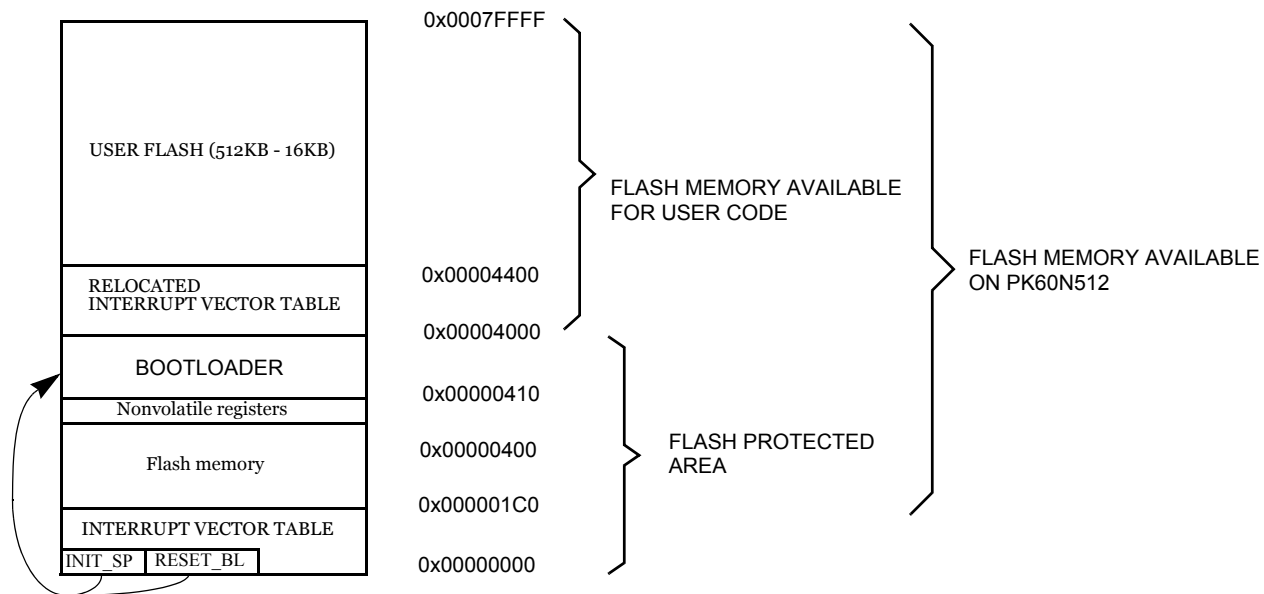 0x0007FFFF
USER FLASH (512KB - 16KB)
FLASH MEMORY AVAILABLE
FOR USER CODE
FLASH MEMORY AVAILABLE
ON PK60N512
0x00004400
RELOCATED
INTERRUPT VECTOR TABLE
0x00004000
BOOTLOADER
0x00000410
Nonvolatile registers
FLASH PROTECTED
AREA
0x00000400
Flash memory
0x000001C0
INTERRUPT VECTOR TABLE
INIT_SP
RESET_BL
0x00000000